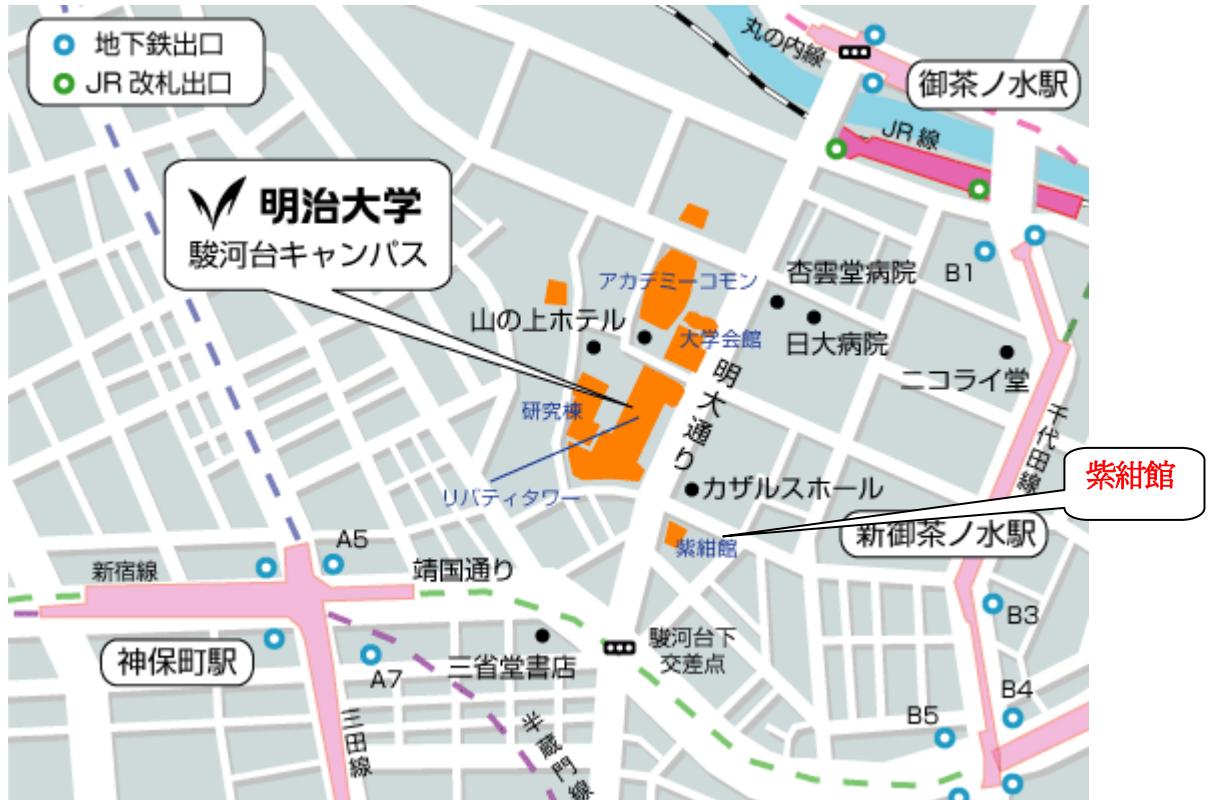 地下鉄出口
JR 改札出口
丸の内線
御茶ノ水駅
JR 線
明治大学
駿河台キャンパス
アカデミーコモン
杏雲堂病院
B1
山の上ホテル
大学会館
日大病院
ニコライ堂
明大通り
研究棟
千代田線
リバティタワー
カザルスホール
紫紺館
紫紺館
新御茶ノ水駅
A5
新宿線
靖国通り
B3
神保町駅
A7
三省堂書店
駿河台下
交差点
B4
B5
三田線
半蔵門線